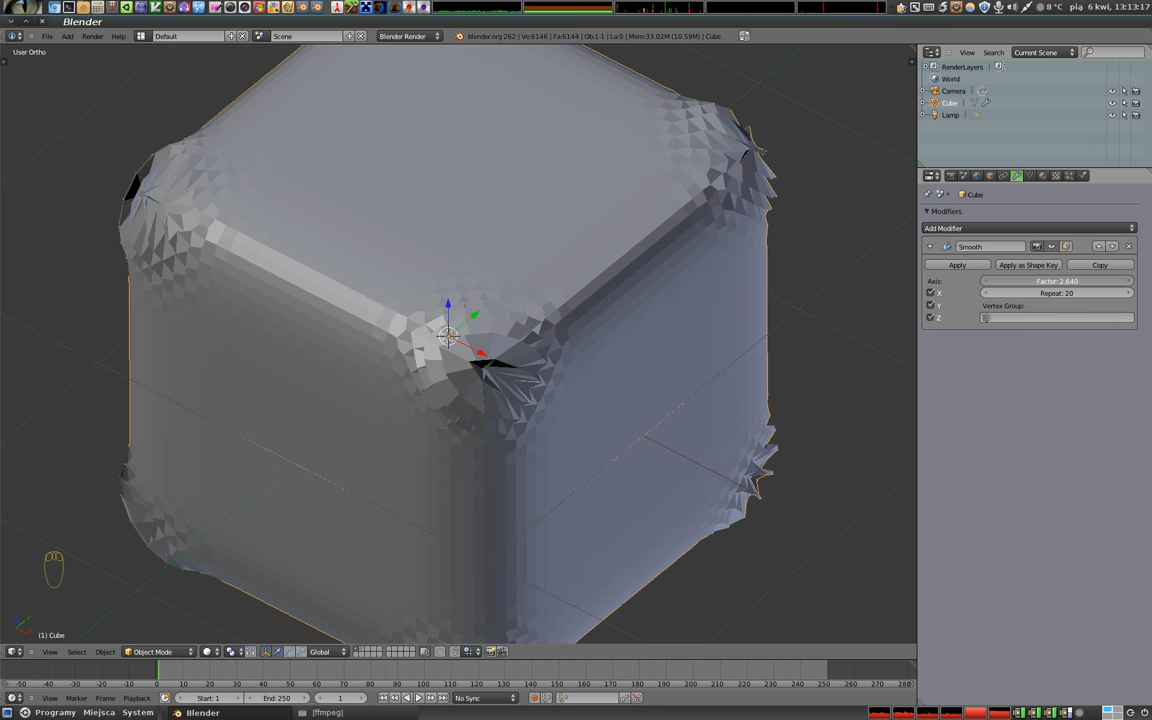 8 °C pią 6 kwi, 13:13:17
Blender
File Add Render Help Default Scene Blender Render blender.org 262 | Ve:6146 | Fa:6144 | Ob:1-1 | La:0 | Mem:33.02M (10.59M) | Cube
User Ortho
View Search Current Scene
RenderLayers
World
Camera
Cube
Lamp
Cube
Modifiers
Add Modifier
Smooth
Apply Apply as Shape Key Copy
Axis: Factor: 2.640
X Repeat: 20
Y Vertex Group:
Z
(1) Cube
View Select Object Object Mode Global
-50 -40 -30 -20 -10 0 10 20 30 40 50 60 70 80 90 100 110 120 130 140 150 160 170 180 190 200 210 220 230 240 250 260 270 280
View Marker Frame Playback Start: 1 End: 250 1 No Sync
Programy Miejsca System Blender [ffmpeg]